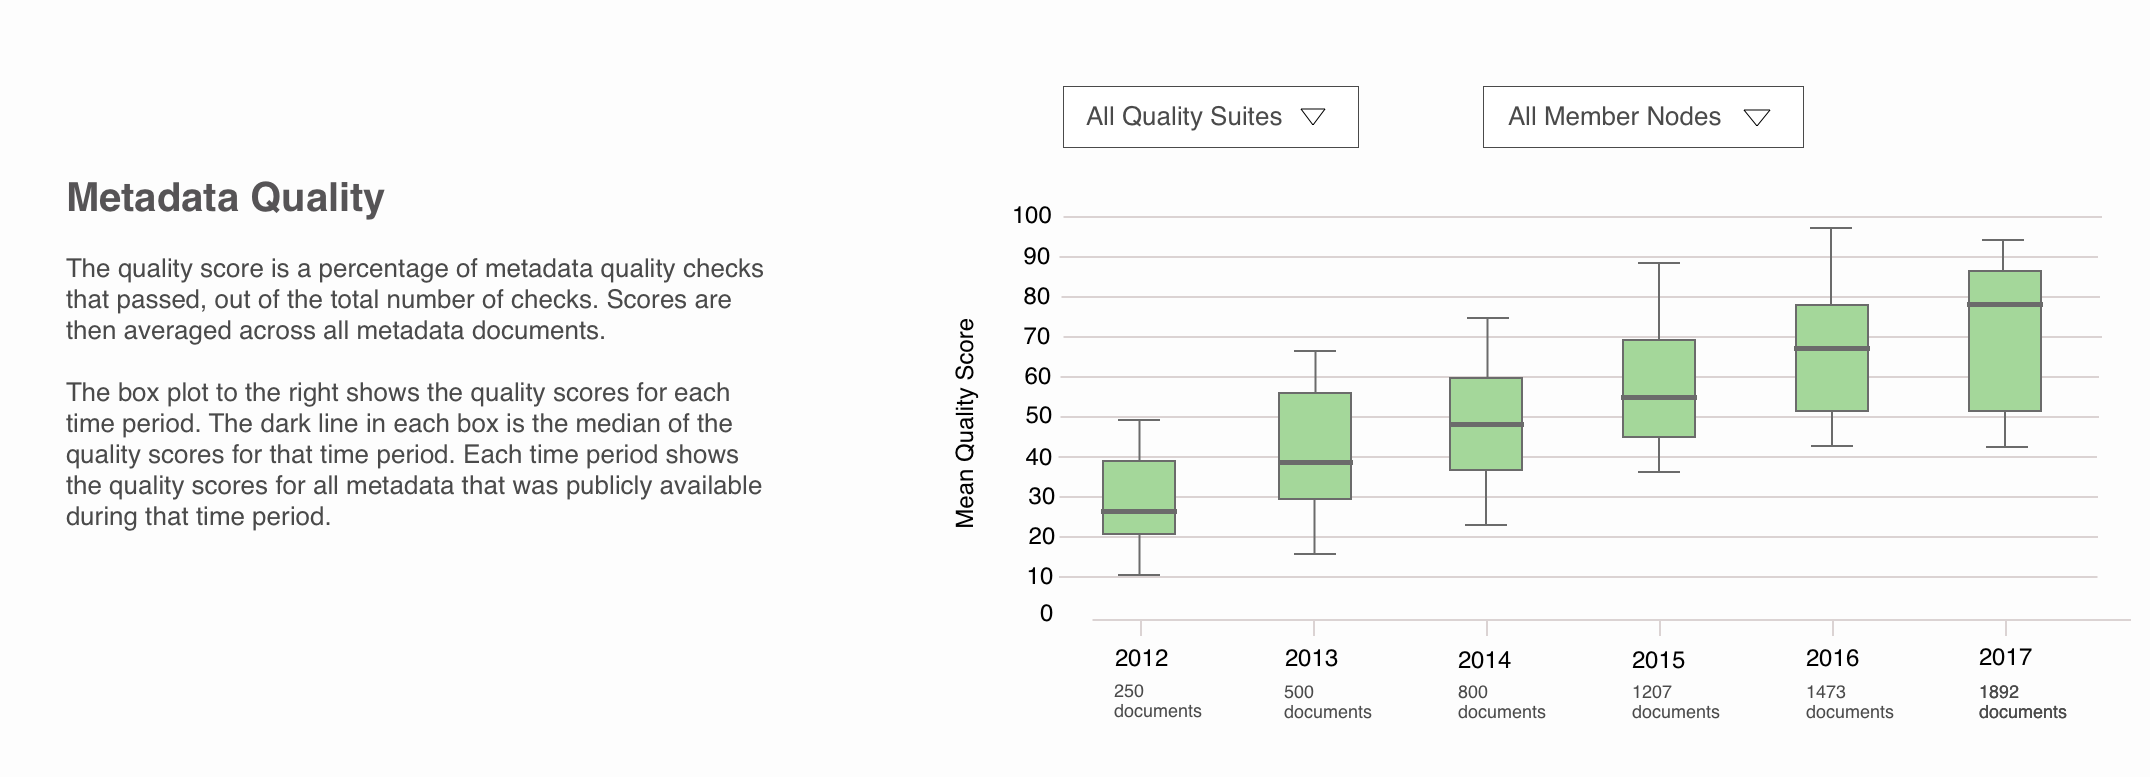 All Quality Suites
All Member Nodes
Metadata Quality
The quality score is a percentage of metadata quality checks
that passed, out of the total number of checks. Scores are
then averaged across all metadata documents.
The box plot to the right shows the quality scores for each
time period. The dark line in each box is the median of the
quality scores for that time period. Each time period shows
the quality scores for all metadata that was publicly available
during that time period.
Mean Quality Score
100
90
80
70
60
50
40
30
20
10
0
2012
2013
2014
2015
2016
2017
250
documents
500
documents
800
documents
1207
documents
1473
documents
1892
documents